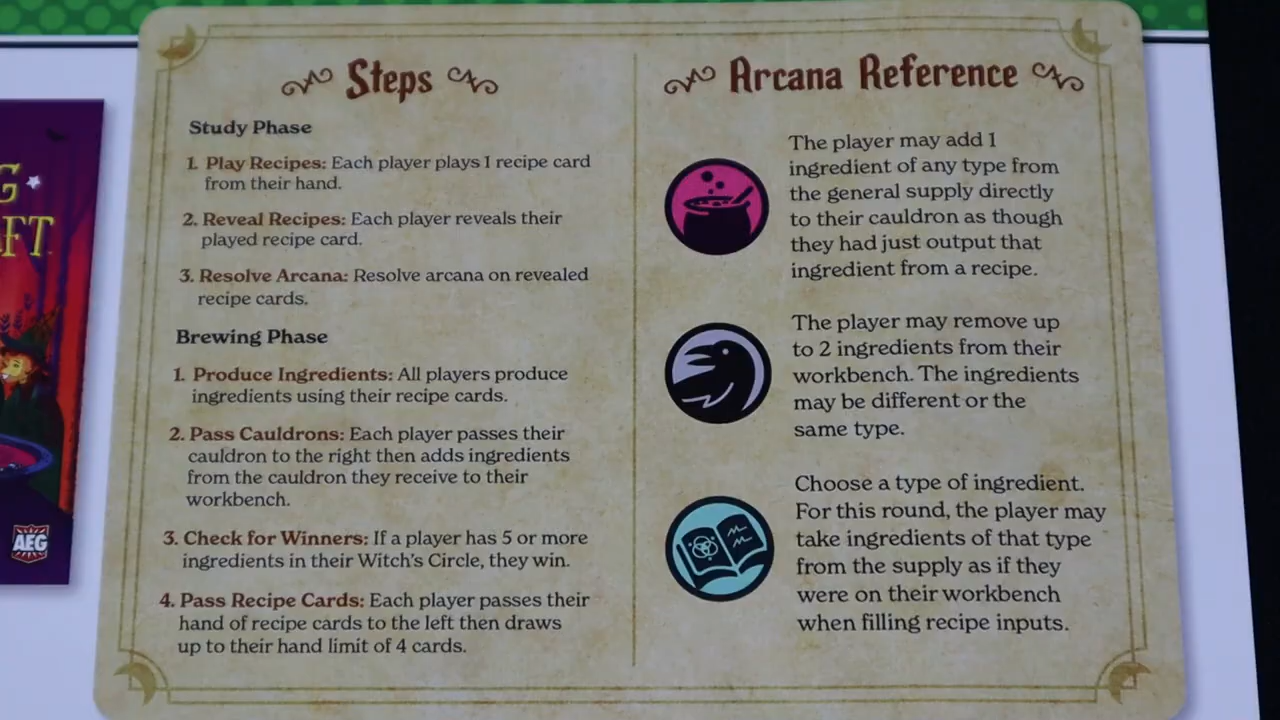 G
FT
AEG
Steps
Study Phase
1. Play Recipes: Each player plays 1 recipe card
from their hand.
2. Reveal Recipes: Each player reveals their
played recipe card.
3. Resolve Arcana: Resolve arcana on revealed
recipe cards.
Brewing Phase
1. Produce Ingredients: All players produce
ingredients using their recipe cards.
2. Pass Cauldrons: Each player passes their
cauldron to the right then adds ingredients
from the cauldron they receive to their
workbench.
3. Check for Winners: If a player has 5 or more
ingredients in their Witch's Circle, they win.
4. Pass Recipe Cards: Each player passes their
hand of recipe cards to the left then draws
up to their hand limit of 4 cards.
Arcana Reference
The player may add 1
ingredient of any type from
the general supply directly
to their cauldron as though
they had just output that
ingredient from a recipe.
The player may remove up
to 2 ingredients from their
workbench. The ingredients
may be different or the
same type.
Choose a type of ingredient.
For this round, the player may
take ingredients of that type
from the supply as if they
were on their workbench
when filling recipe inputs.